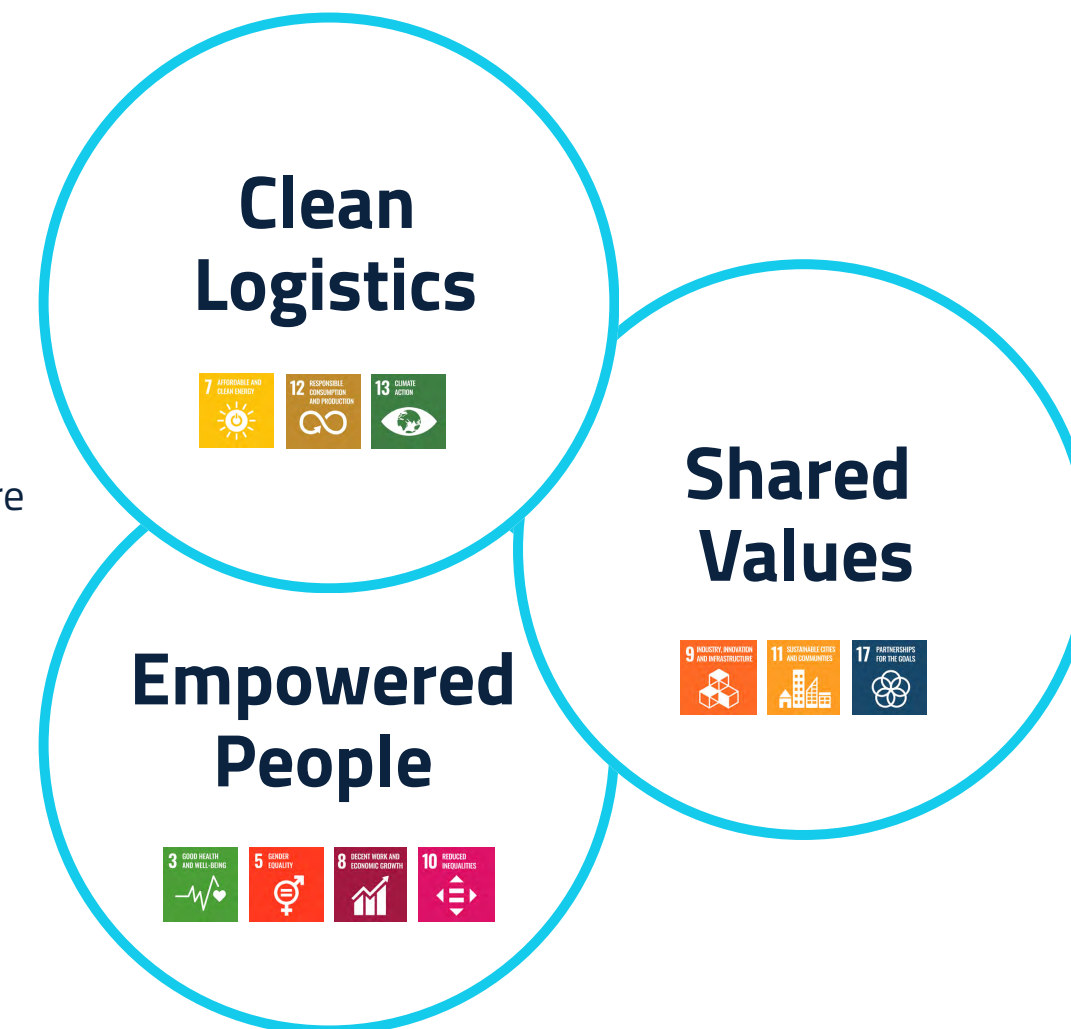 Clean
Logistics
7 AFFORDABLE AND
CLEAN ENERGY
12 RESPONSIBLE
CONSUMPTION
AND PRODUCTION
13 CLIMATE
ACTION
re
Shared
Values
9 INDUSTRY, INNOVATION
AND INFRASTRUCTURE
11 SUSTAINABLE CITIES
AND COMMUNITIES
17 PARTNERSHIPS
FOR THE GOALS
Empowered
People
3 GOOD HEALTH
AND WELL-BEING
5 GENDER
EQUALITY
8 DECENT WORK AND
ECONOMIC GROWTH
10 REDUCED
INEQUALITIES